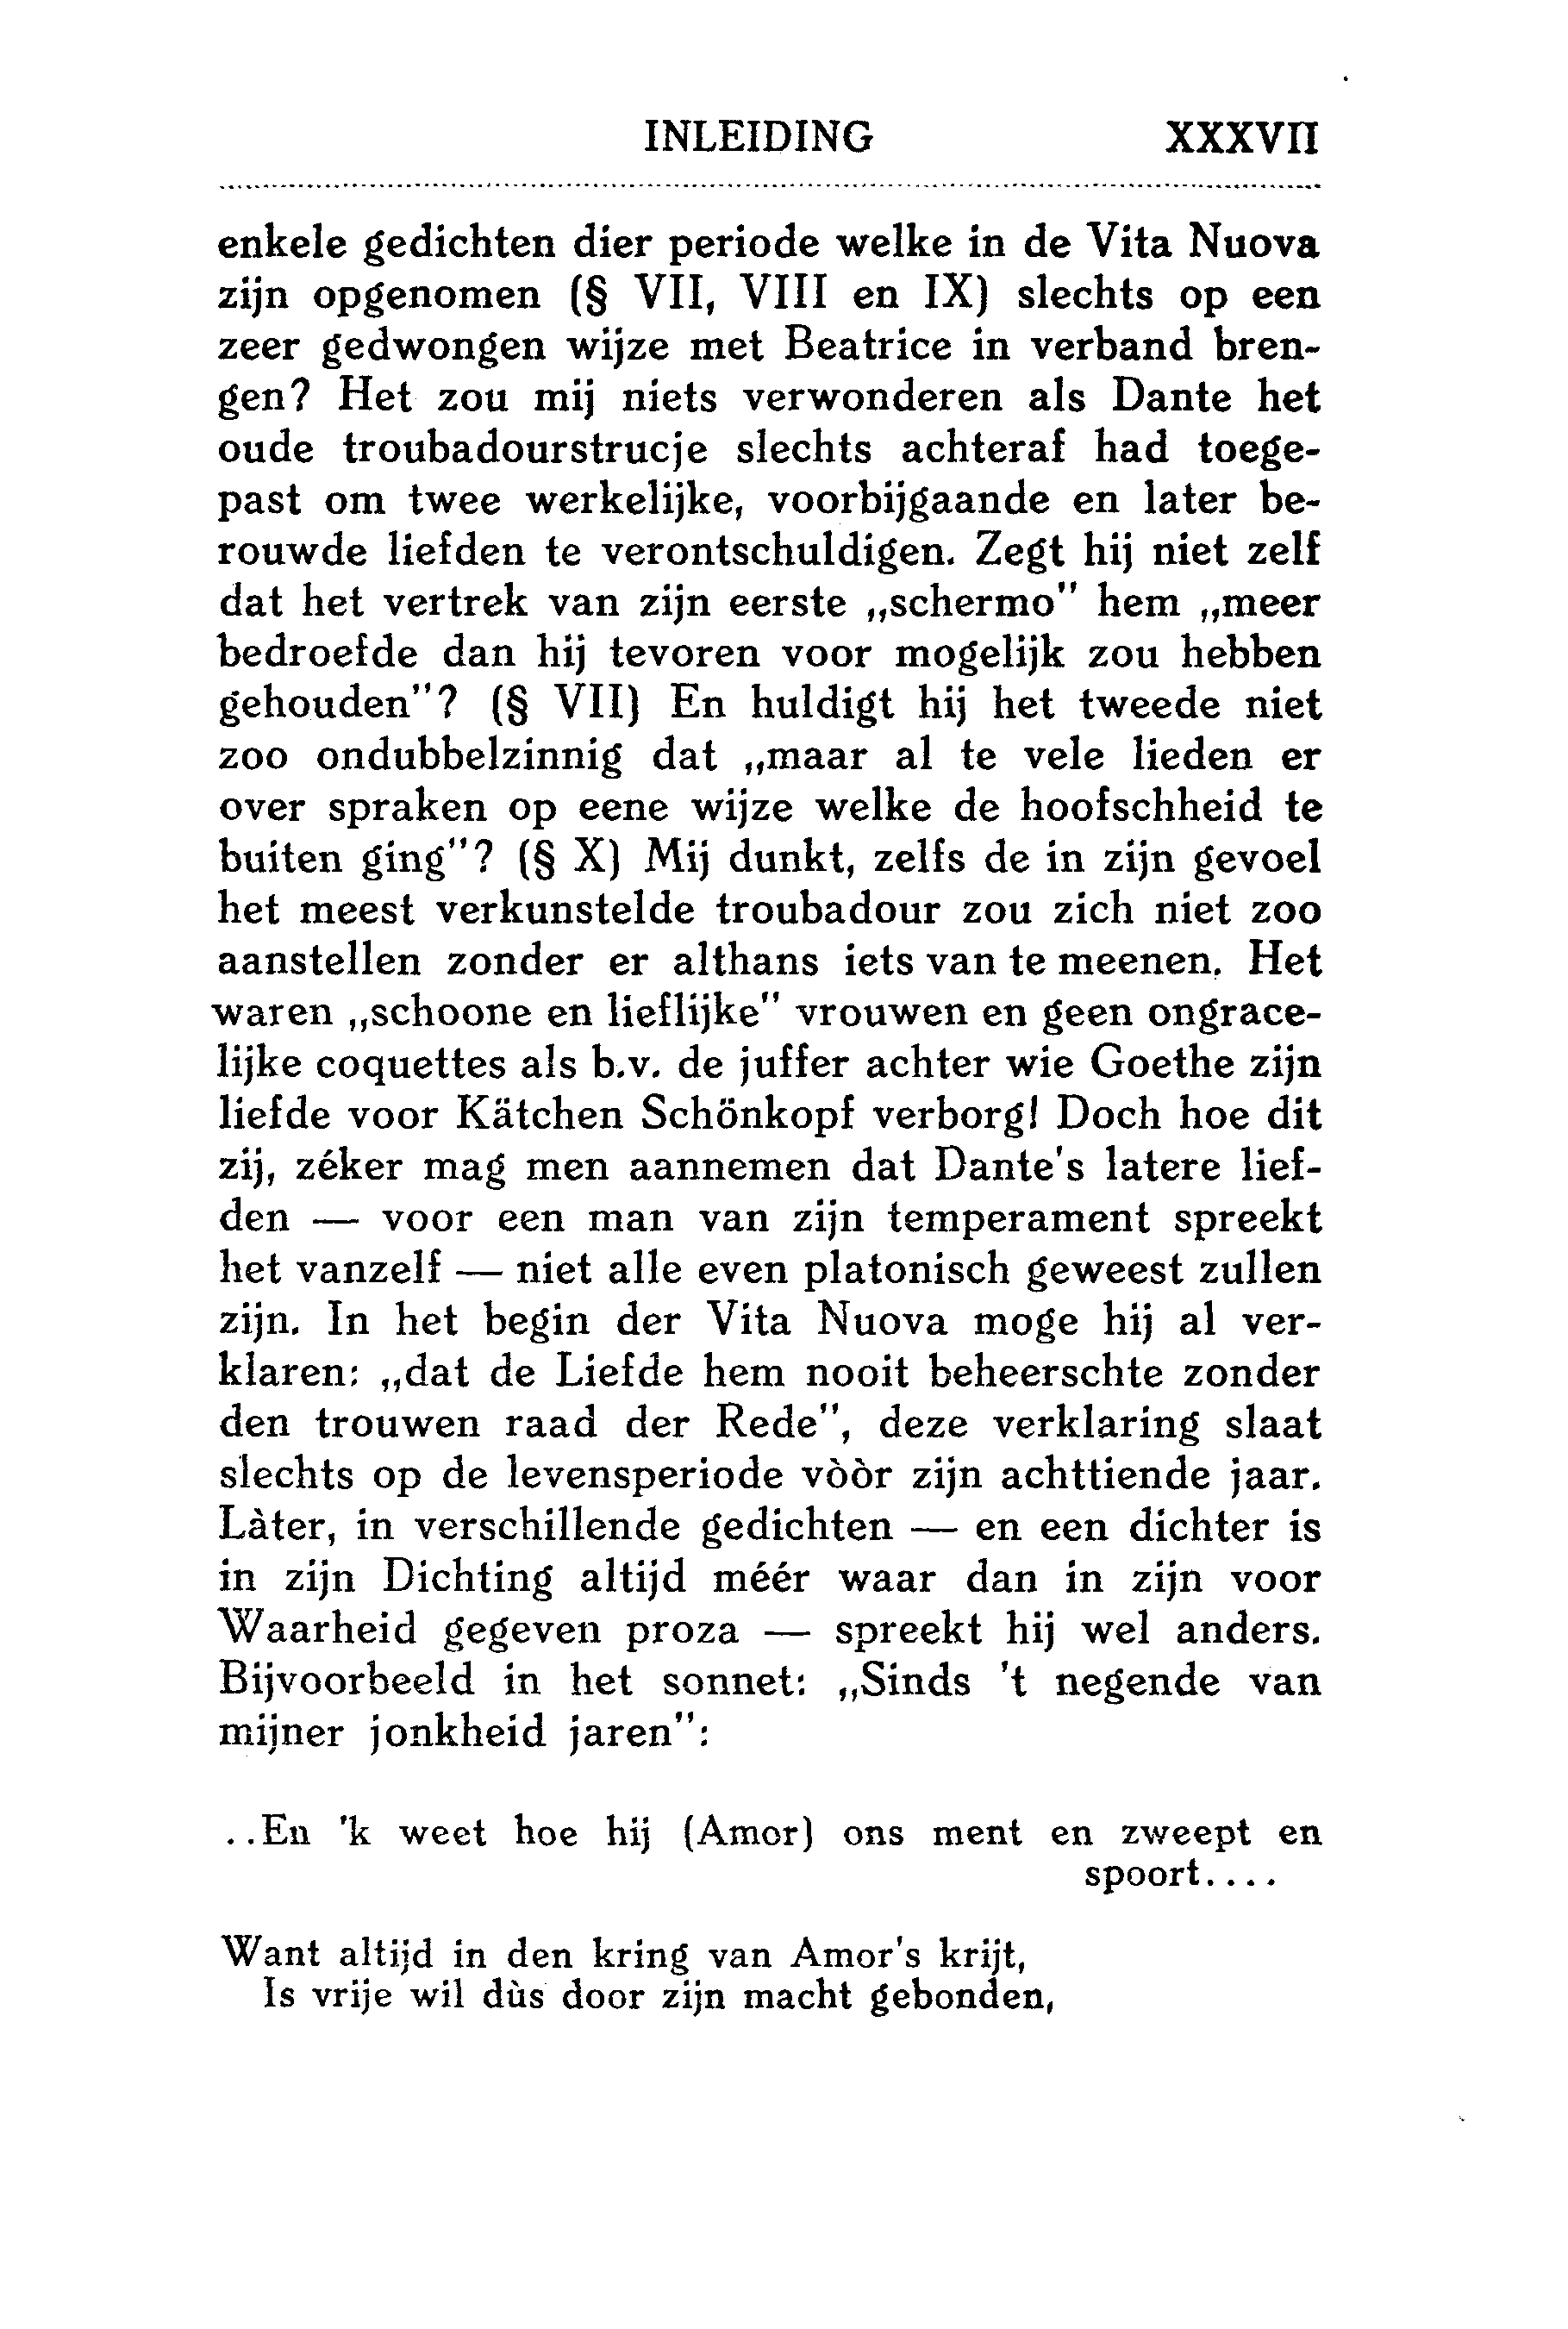 INLEIDING XXXVII
enkele gedichten dier periode welke in de Vita Nuova
zijn opgenomen (§ VII, VIII en IX) slechts op een
zeer gedwongen wijze met Beatrice in verband bren-
gen? Het zou mij niets verwonderen als Dante het
oude troubadourstrucje slechts achteraf had toege-
past om twee werkelijke, voorbijgaande en later be-
rouwde liefden te verontschuldigen. Zegt hij niet zelf
dat het vertrek van zijn eerste „schermo" hem „meer
bedroefde dan hij tevoren voor mogelijk zou hebben
gehouden"? (§ VII) En huldigt hij het tweede niet
zoo ondubbelzinnig dat „maar al te vele lieden er
over spraken op eene wijze welke de hoofschheid te
buiten ging"? (§ X) Mij dunkt, zelfs de in zijn gevoel
het meest verkunstelde troubadour zou zich niet zoo
aanstellen zonder er althans iets van te meenen. Het
waren „schoone en lieflijke" vrouwen en geen ongrace-
lijke coquettes als b.v. de juffer achter wie Goethe zijn
liefde voor Kätchen Schönkopf verborg! Doch hoe dit
zij, zéker mag men aannemen dat Dante's latere lief-
den — voor een man van zijn temperament spreekt
het vanzelf — niet alle even platonisch geweest zullen
zijn. In het begin der Vita Nuova moge hij al ver-
klaren: „dat de Liefde hem nooit beheerschte zonder
den trouwen raad der Rede", deze verklaring slaat
slechts op de levensperiode vòòr zijn achttiende jaar.
Làter, in verschillende gedichten — en een dichter is
in zijn Dichting altijd méér waar dan in zijn voor
Waarheid gegeven proza — spreekt hij wel anders.
Bijvoorbeeld in het sonnet: „Sinds 't negende van
mijner jonkheid jaren":
..En 'k weet hoe hij (Amor) ons ment en zweept en
spoort....
Want altijd in den kring van Amor's krijt,
Is vrije wil dùs door zijn macht gebonden,